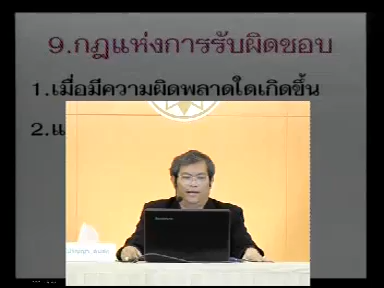 9.กฎแห่งการรับผิดชอบ
1.เมื่อมีความผิดพลาดใดเกิดขึ้น
2.แ